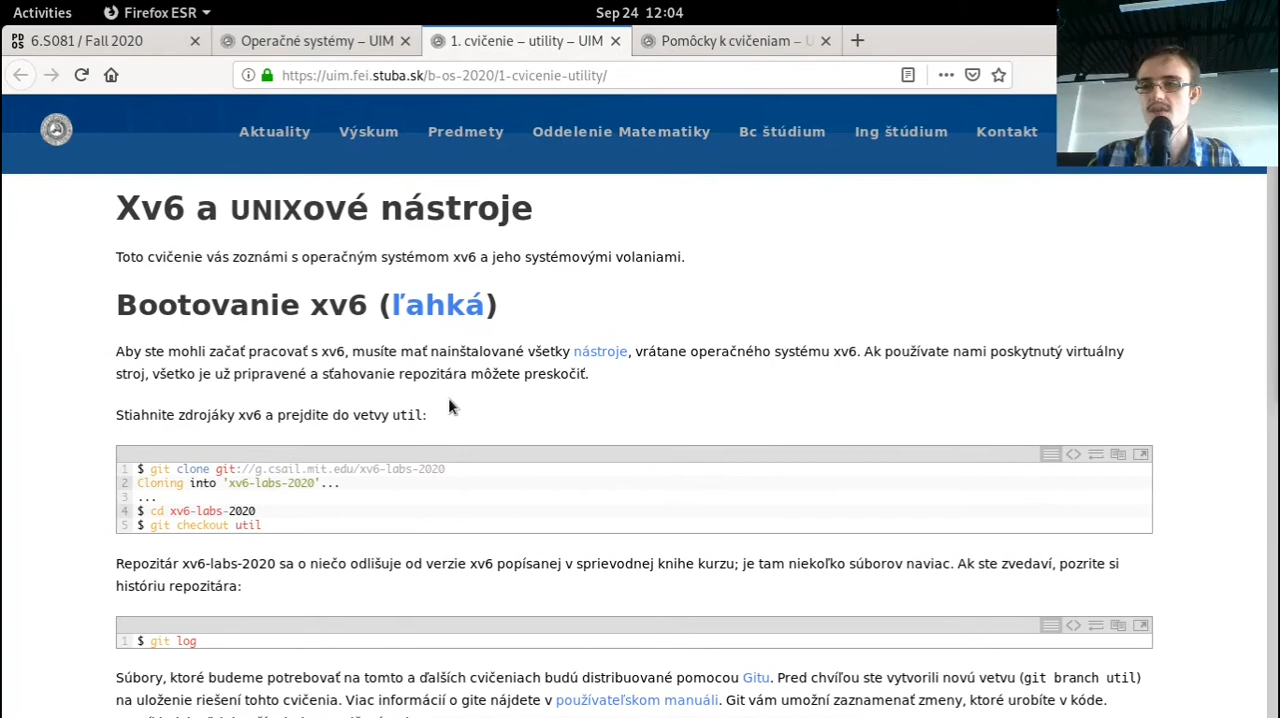 Activities
Firefox ESR
Sep 24 12:04
PD
OS
6.S081 / Fall 2020
Operačné systémy – UIM
1. cvičenie – utility – UIM
Pomôcky k cvičeniam – U
https://uim.fei.stuba.sk/b-os-2020/1-cvicenie-utility/
Aktuality Výskum Predmety Oddelenie Matematiky Bc štúdium Ing štúdium Kontakt
Xv6 a UNIXové nástroje
Toto cvičenie vás zoznámi s operačným systémom xv6 a jeho systémovými volaniami.
Bootovanie xv6 (ľahká)
Aby ste mohli začať pracovať s xv6, musíte mať nainštalované všetky nástroje, vrátane operačného systému xv6. Ak používate nami poskytnutý virtuálny
stroj, všetko je už pripravené a sťahovanie repozitára môžete preskočiť.
Stiahnite zdrojáky xv6 a prejdite do vetvy util:
1 $ git clone git://g.csail.mit.edu/xv6-labs-2020
2 Cloning into 'xv6-labs-2020'...
3 ...
4 $ cd xv6-labs-2020
5 $ git checkout util
Repozitár xv6-labs-2020 sa o niečo odlišuje od verzie xv6 popísanej v sprievodnej knihe kurzu; je tam niekoľko súborov naviac. Ak ste zvedaví, pozrite si
históriu repozitára:
1 $ git log
Súbory, ktoré budeme potrebovať na tomto a ďalších cvičeniach budú distribuované pomocou Gitu. Pred chvíľou ste vytvorili novú vetvu (git branch util)
na uloženie riešení tohto cvičenia. Viac informácií o gite nájdete v používateľskom manuáli. Git vám umožní zaznamenať zmeny, ktoré urobíte v kóde.